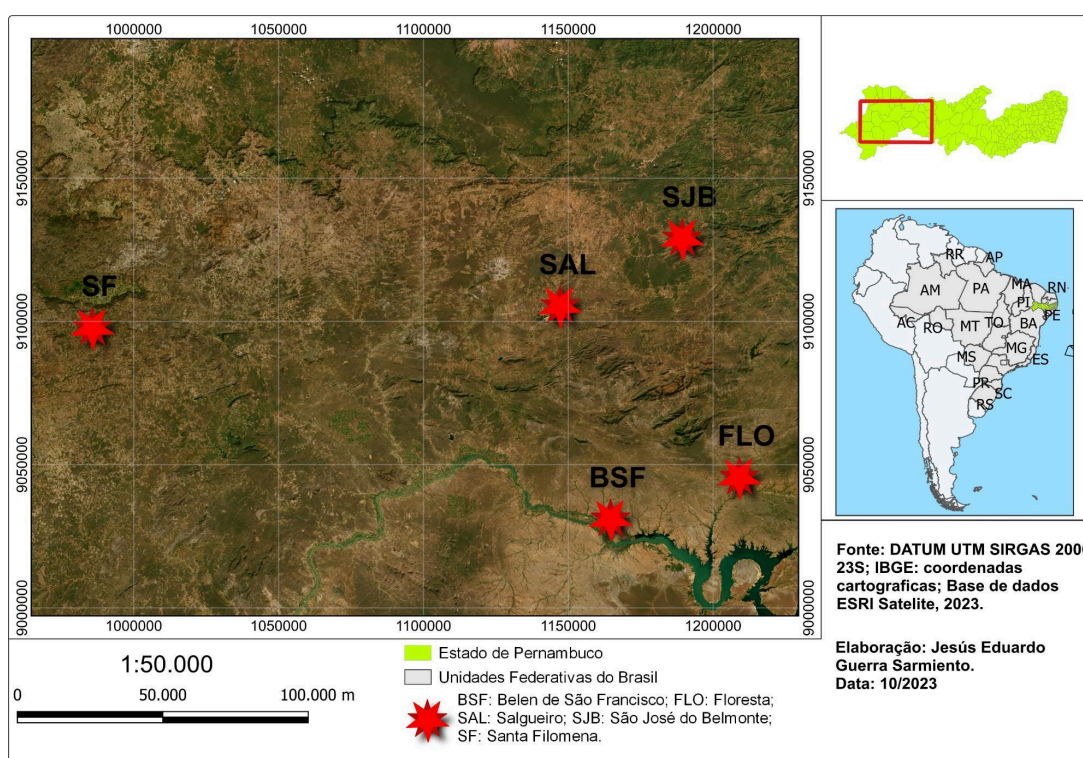 1000000 1050000 1100000 1150000 1200000
9150000 9150000
9100000 9100000
9050000 9050000
9000000 9000000
SJB
SAL
SF
FLO
BSF
1000000 1050000 1100000 1150000 1200000
RR AP
AM PA MA RN
PI
PE
AC RO MT TO BA
MS MG ES
PR SC
RS
1:50.000
0 50.000 100.000 m
Estado de Pernambuco
Unidades Federativas do Brasil
BSF: Belen de São Francisco; FLO: Floresta;
SAL: Salgueiro; SJB: São José do Belmonte;
SF: Santa Filomena.
Fonte: DATUM UTM SIRGAS 200
23S; IBGE: coordenadas
cartograficas; Base de dados
ESRI Satelite, 2023.
Elaboração: Jesús Eduardo
Guerra Sarmiento.
Data: 10/2023